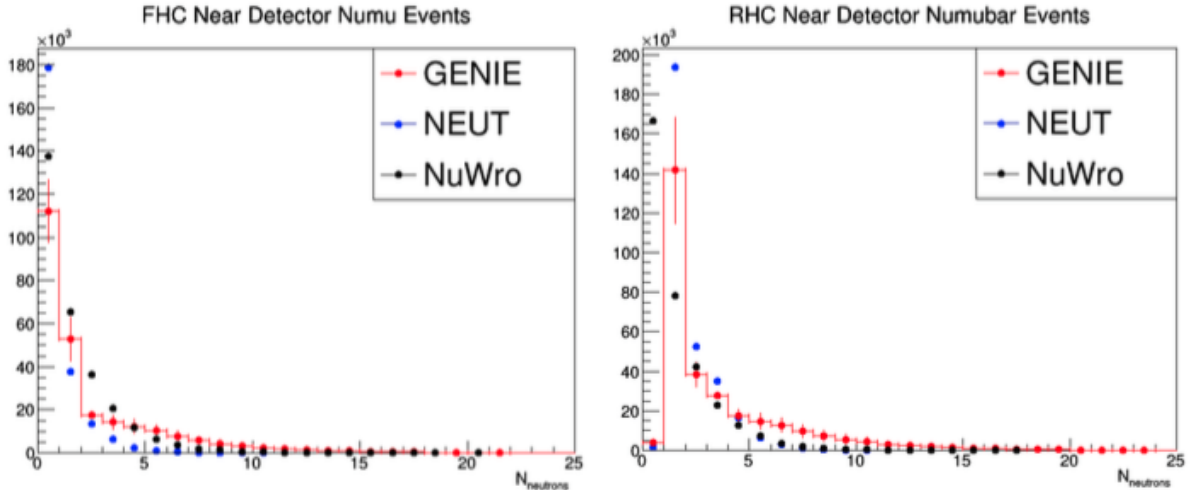 FHC Near Detector Numu Events
×10³
180
160
140
120
100
80
60
40
20
0
0 5 10 15 20 25
N_neutrons
GENIE
NEUT
NuWro
RHC Near Detector Numubar Events
×10³
200
180
160
140
120
100
80
60
40
20
0
0 5 10 15 20 25
N_neutrons
GENIE
NEUT
NuWro